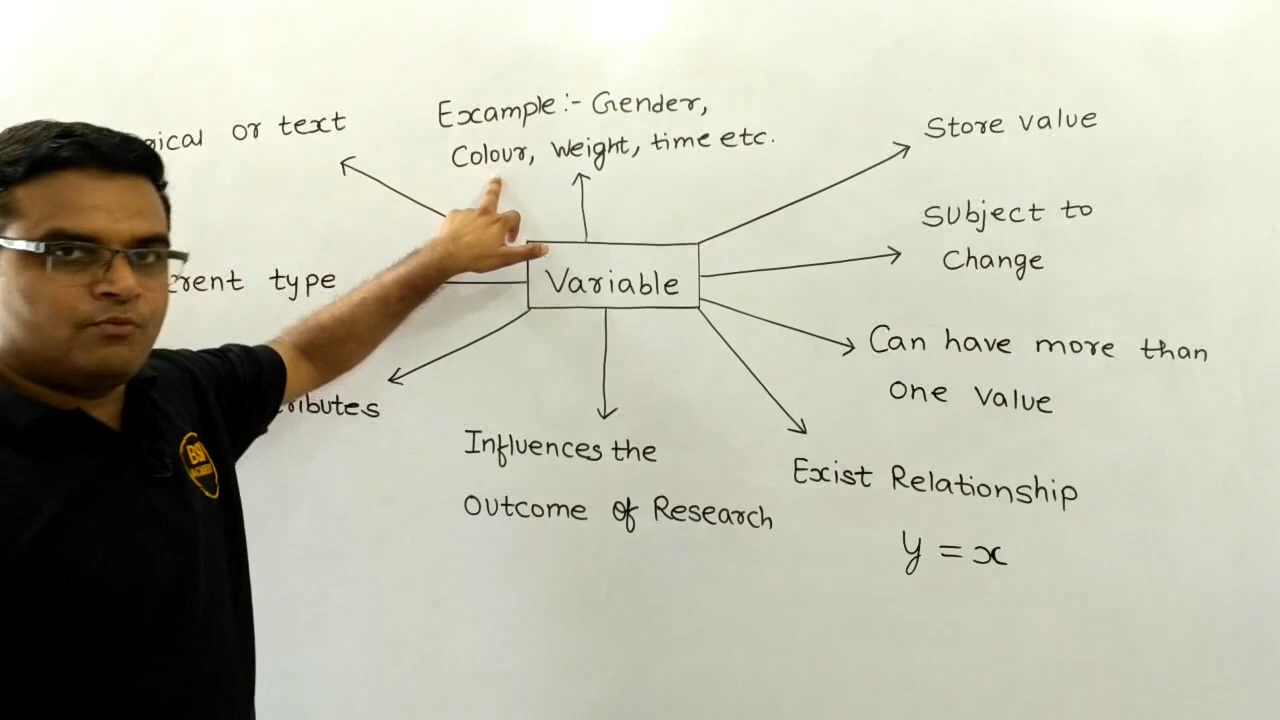 or text
Example:- Gender,
Colour, weight, time etc.
Store value
Subject to
Change
type
Variable
Can have more than
one value
Influences the
Outcome of Research
Exist Relationship
y = x